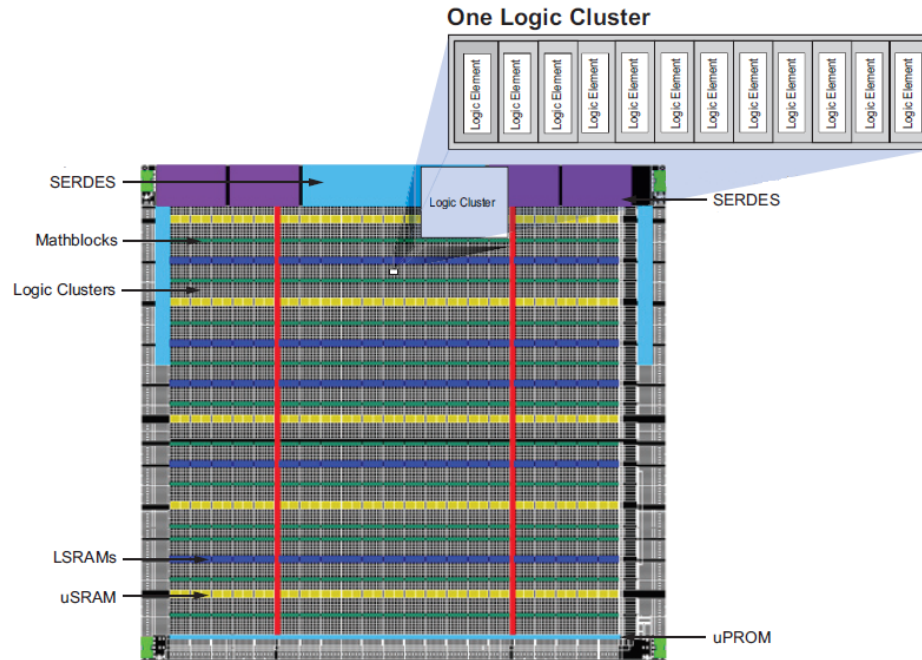 One Logic Cluster
Logic Element
Logic Element
Logic Element
Logic Element
Logic Element
Logic Element
Logic Element
Logic Element
Logic Element
Logic Element
Logic Element
Logic Element
SERDES
Logic Cluster
SERDES
Mathblocks
Logic Clusters
LSRAMs
uSRAM
uPROM